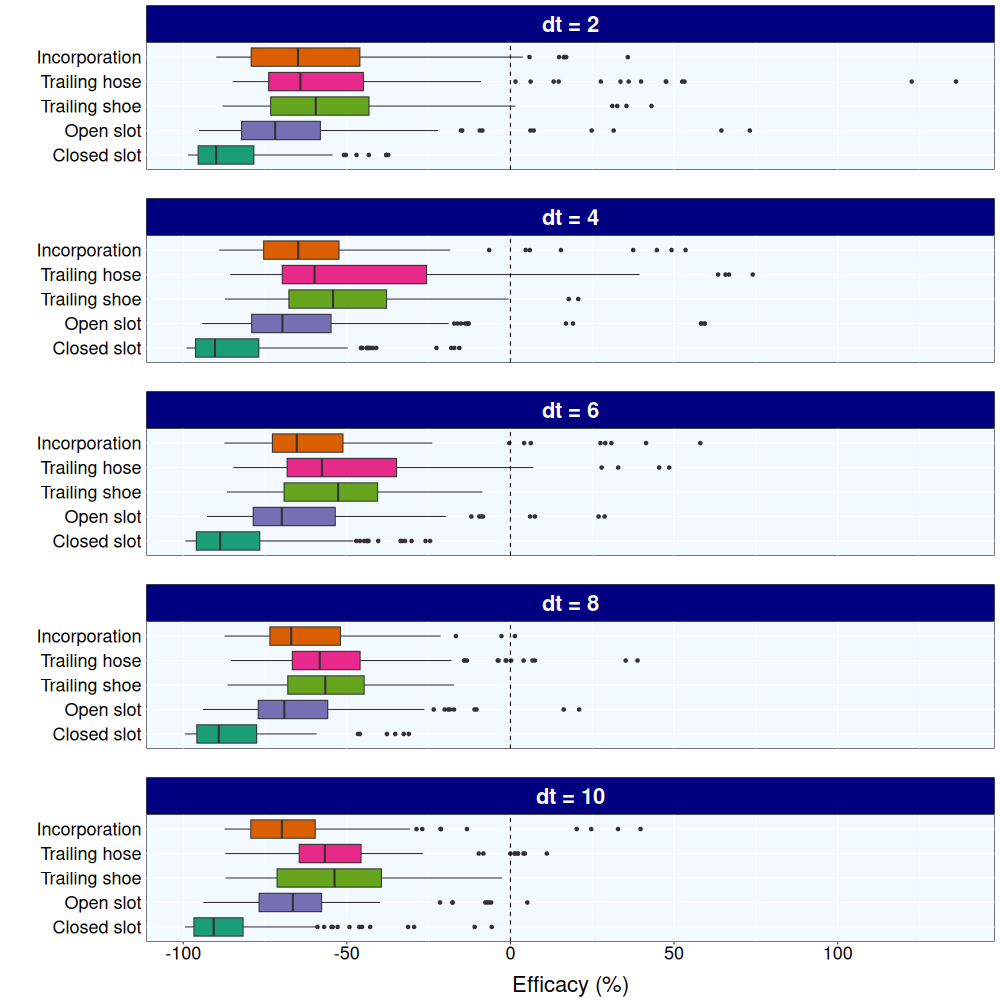 dt = 2
Incorporation
Trailing hose
Trailing shoe
Open slot
Closed slot
dt = 4
Incorporation
Trailing hose
Trailing shoe
Open slot
Closed slot
dt = 6
Incorporation
Trailing hose
Trailing shoe
Open slot
Closed slot
dt = 8
Incorporation
Trailing hose
Trailing shoe
Open slot
Closed slot
dt = 10
Incorporation
Trailing hose
Trailing shoe
Open slot
Closed slot
-100 -50 0 50 100
Efficacy (%)